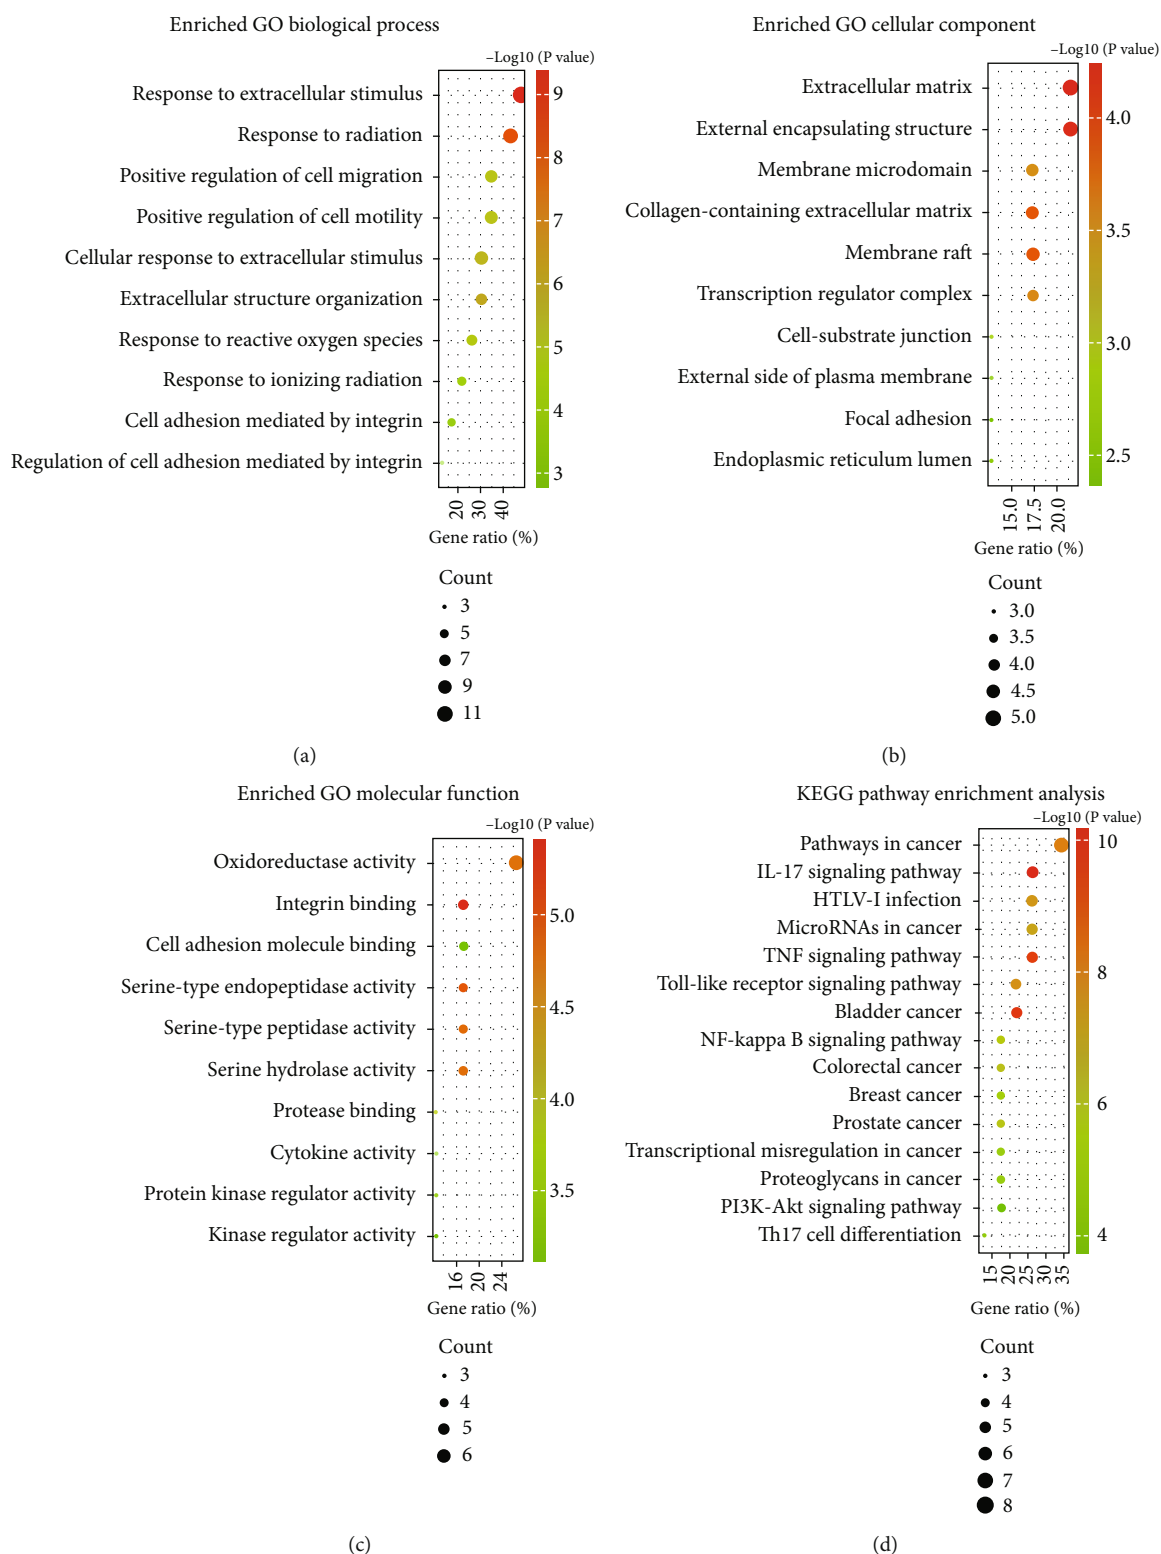 Enriched GO biological process
–Log10 (P value)
Response to extracellular stimulus
Response to radiation
Positive regulation of cell migration
Positive regulation of cell motility
Cellular response to extracellular stimulus
Extracellular structure organization
Response to reactive oxygen species
Response to ionizing radiation
Cell adhesion mediated by integrin
Regulation of cell adhesion mediated by integrin
9
8
7
6
5
4
3
20 30 40
Gene ratio (%)
Count
3
5
7
9
11
(a)
Enriched GO cellular component
–Log10 (P value)
Extracellular matrix
External encapsulating structure
Membrane microdomain
Collagen-containing extracellular matrix
Membrane raft
Transcription regulator complex
Cell-substrate junction
External side of plasma membrane
Focal adhesion
Endoplasmic reticulum lumen
4.0
3.5
3.0
2.5
15.0 17.5 20.0
Gene ratio (%)
Count
3.0
3.5
4.0
4.5
5.0
(b)
Enriched GO molecular function
–Log10 (P value)
Oxidoreductase activity
Integrin binding
Cell adhesion molecule binding
Serine-type endopeptidase activity
Serine-type peptidase activity
Serine hydrolase activity
Protease binding
Cytokine activity
Protein kinase regulator activity
Kinase regulator activity
5.0
4.5
4.0
3.5
16 20 24
Gene ratio (%)
Count
3
4
5
6
(c)
KEGG pathway enrichment analysis
–Log10 (P value)
Pathways in cancer
IL-17 signaling pathway
HTLV-I infection
MicroRNAs in cancer
TNF signaling pathway
Toll-like receptor signaling pathway
Bladder cancer
NF-kappa B signaling pathway
Colorectal cancer
Breast cancer
Prostate cancer
Transcriptional misregulation in cancer
Proteoglycans in cancer
PI3K-Akt signaling pathway
Th17 cell differentiation
10
8
6
4
15 20 25 30 35
Gene ratio (%)
Count
3
4
5
6
7
8
(d)